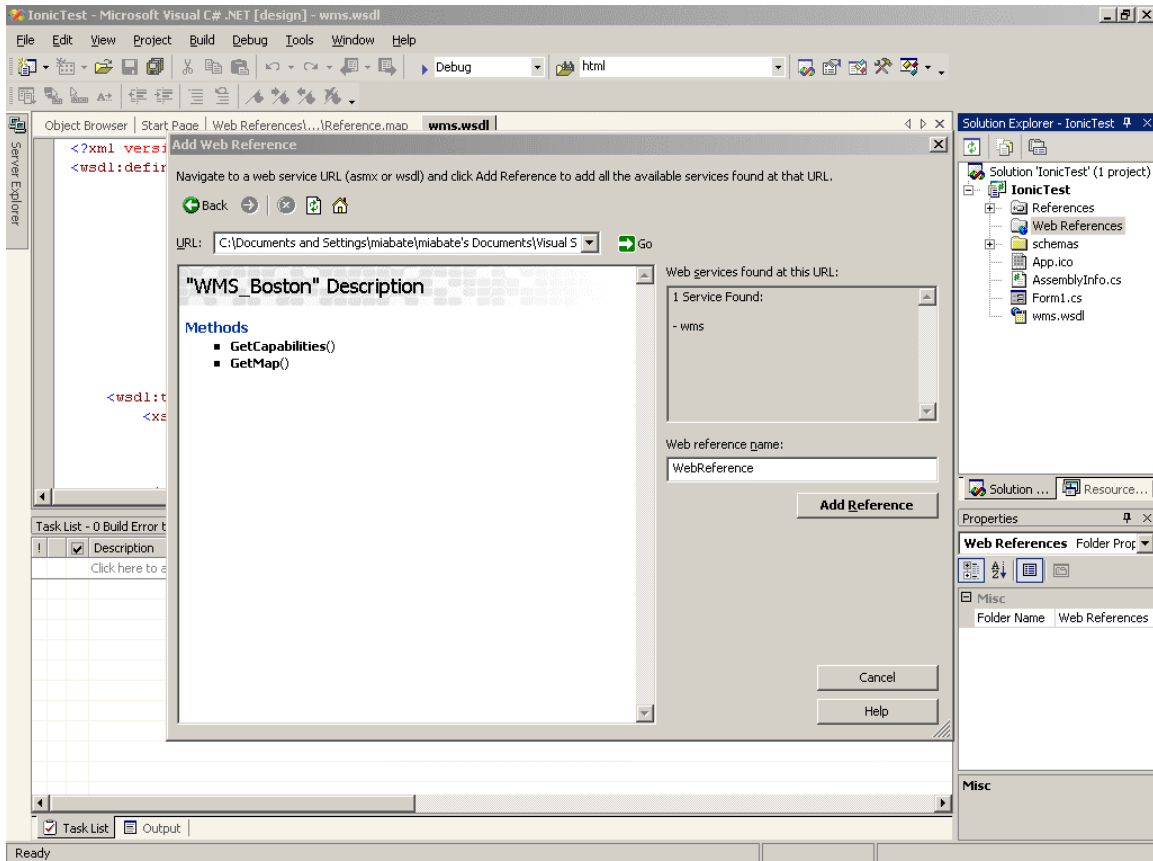 IonicTest - Microsoft Visual C# .NET [design] - wms.wsdl
File Edit View Project Build Debug Tools Window Help
Debug html
Object Browser Start Page Web References\...\Reference.map wms.wsdl
Server Explorer
<?xml versi
<wsdl:defin
<wsdl:t
<xs
Add Web Reference
Navigate to a web service URL (asmx or wsdl) and click Add Reference to add all the available services found at that URL.
Back
URL: C:\Documents and Settings\miabate\miabate's Documents\Visual S Go
"WMS_Boston" Description
Methods
GetCapabilities()
GetMap()
Web services found at this URL:
1 Service Found:
- wms
Web reference name:
WebReference
Add Reference
Cancel
Help
Solution Explorer - IonicTest
Solution 'IonicTest' (1 project)
IonicTest
References
Web References
schemas
App.ico
AssemblyInfo.cs
Form1.cs
wms.wsdl
Solution ... Resource...
Properties
Web References Folder Prop
Misc
Folder Name Web References
Misc
Task List - 0 Build Error t
! Description
Click here to a
Task List Output
Ready